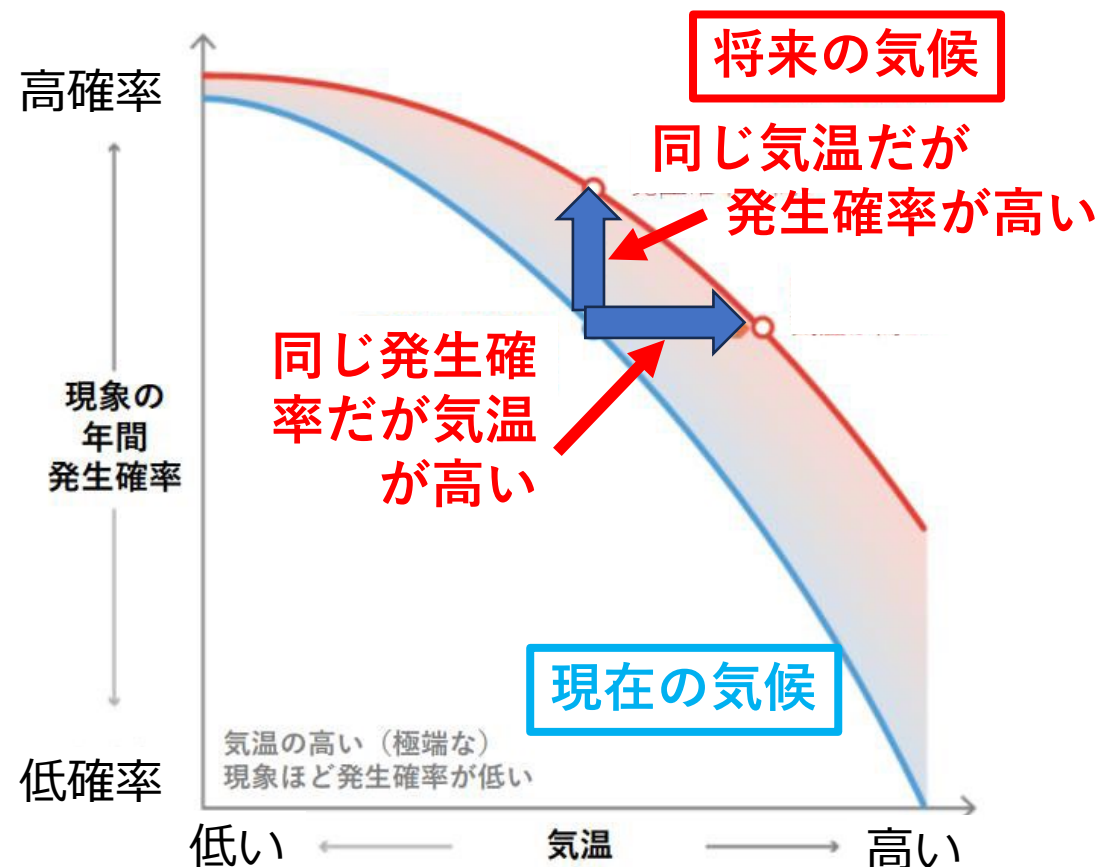 将来の気候
高確率
同じ気温だが
発生確率が高い
同じ発生確
率だが気温
が高い
現象の
年間
発生確率
現在の気候
気温の高い（極端な）
現象ほど発生確率が低い
低確率
低い
気温
高い